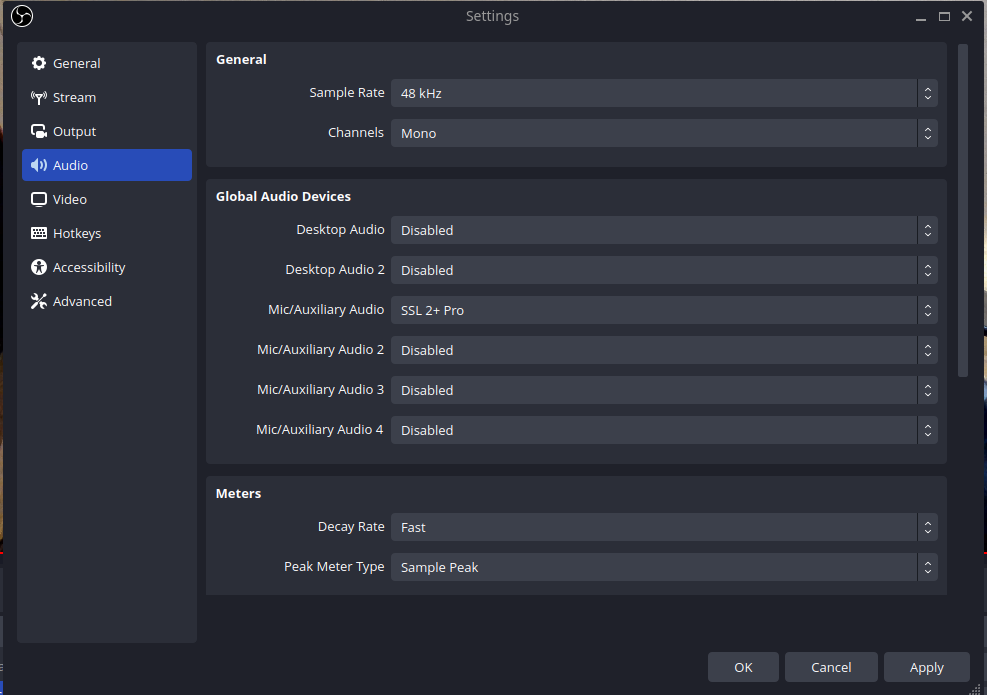 Settings
General
Stream
Output
Audio
Video
Hotkeys
Accessibility
Advanced
General
Sample Rate 48 kHz
Channels Mono
Global Audio Devices
Desktop Audio Disabled
Desktop Audio 2 Disabled
Mic/Auxiliary Audio SSL 2+ Pro
Mic/Auxiliary Audio 2 Disabled
Mic/Auxiliary Audio 3 Disabled
Mic/Auxiliary Audio 4 Disabled
Meters
Decay Rate Fast
Peak Meter Type Sample Peak
OK Cancel Apply